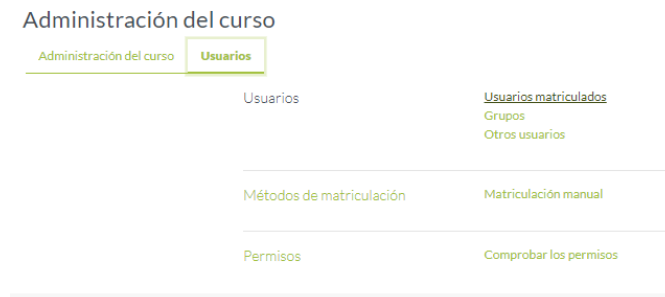 Administración del curso
Administración del curso Usuarios
Usuarios Usuarios matriculados
Grupos
Otros usuarios
Métodos de matriculación Matriculación manual
Permisos Comprobar los permisos